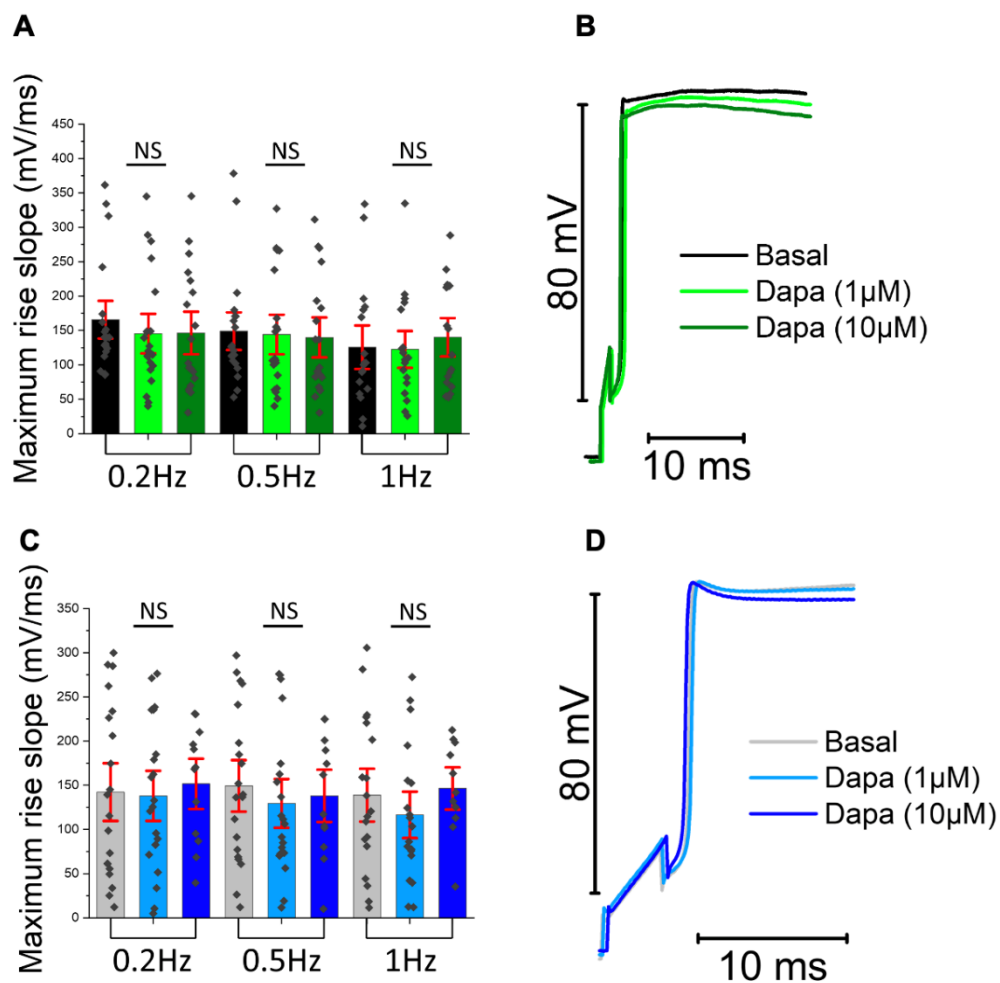 A
Maximum rise slope (mV/ms)
450
400
350
300
250
200
150
100
50
0
NS
NS
NS
0.2Hz
0.5Hz
1Hz
B
80 mV
Basal
Dapa (1µM)
Dapa (10µM)
10 ms
C
Maximum rise slope (mV/ms)
350
300
250
200
150
100
50
0
NS
NS
NS
0.2Hz
0.5Hz
1Hz
D
80 mV
Basal
Dapa (1µM)
Dapa (10µM)
10 ms